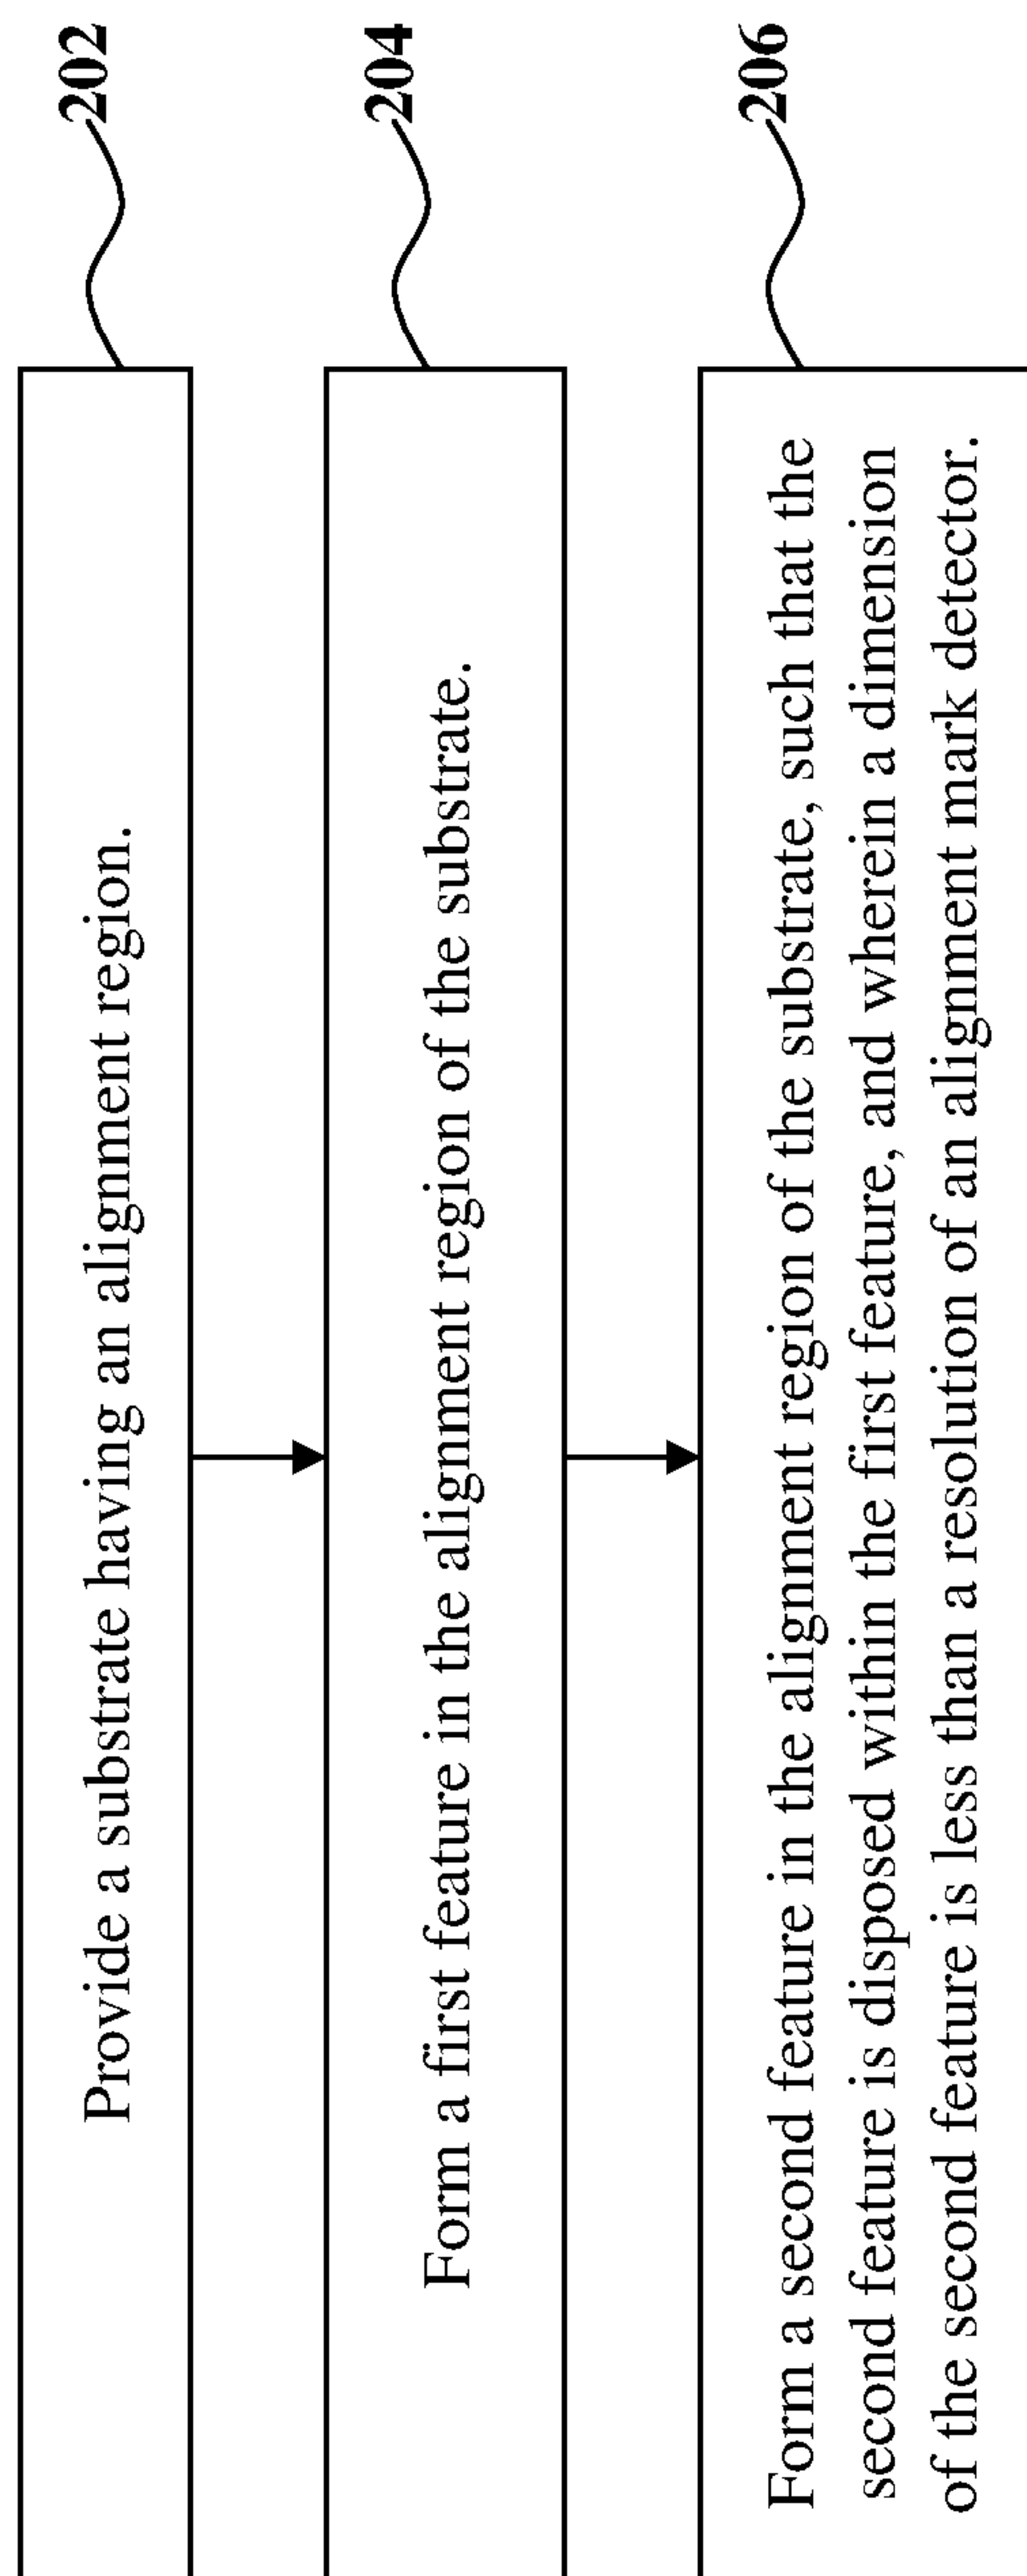 Provide a substrate having an alignment region.
202
Form a first feature in the alignment region of the substrate.
204
Form a second feature in the alignment region of the substrate, such that the
second feature is disposed within the first feature, and wherein a dimension
of the second feature is less than a resolution of an alignment mark detector.
206